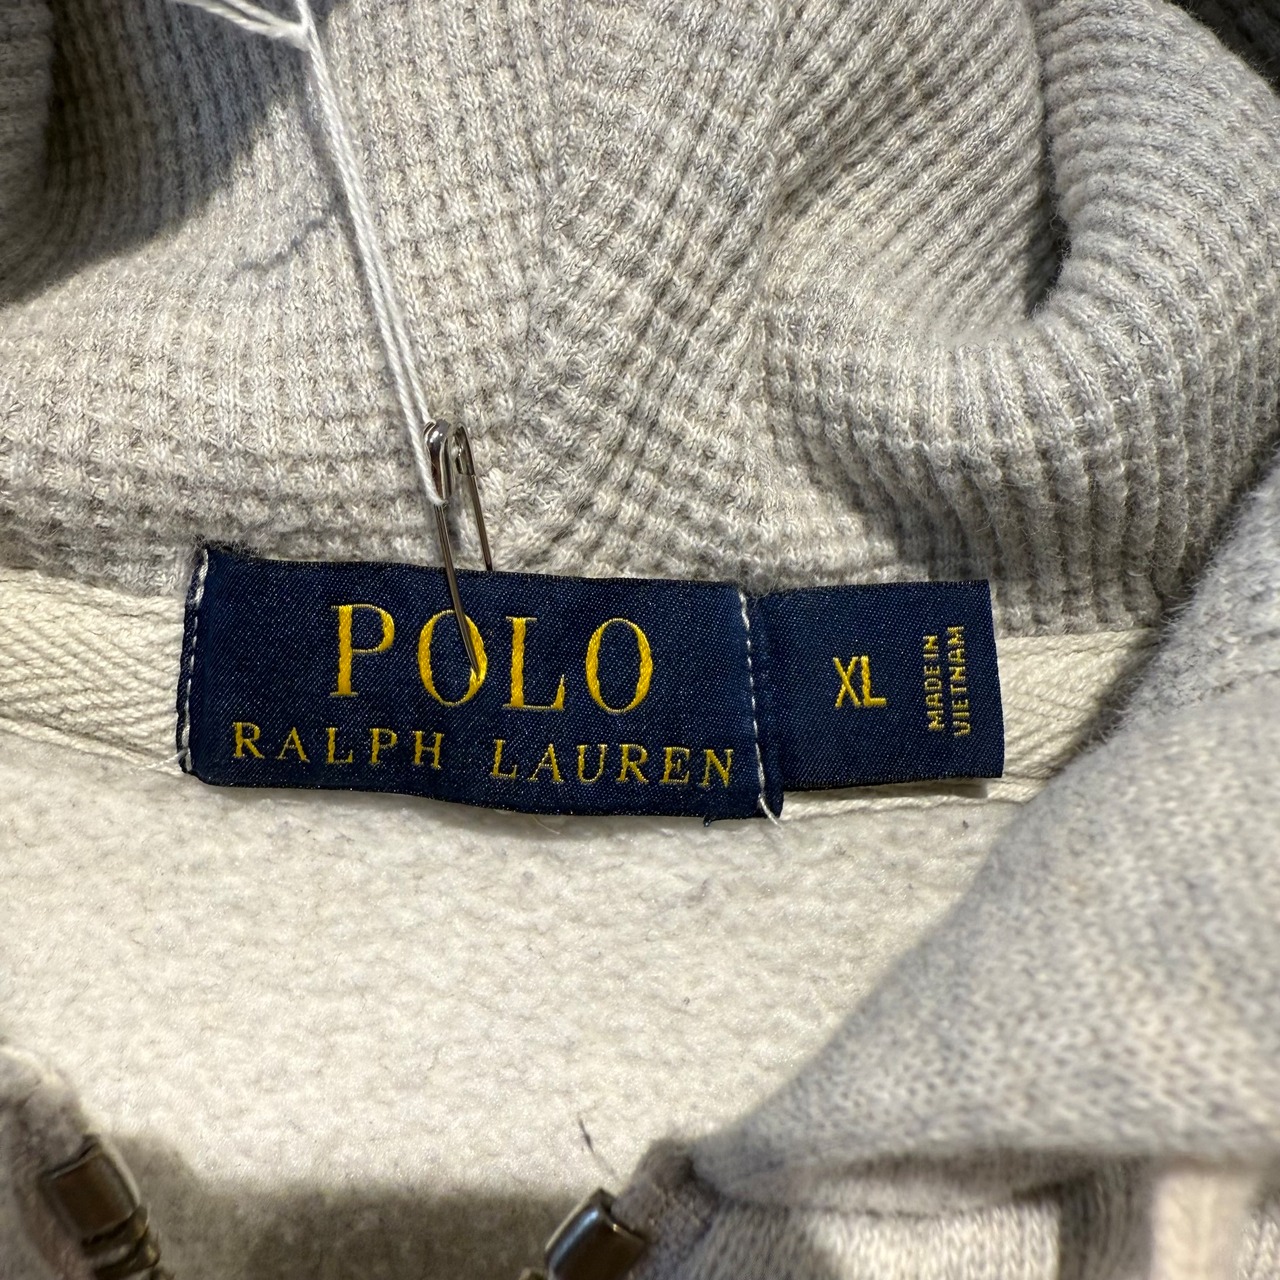 POLO
RALPH LAUREN
XL
MADE IN
VIETNAM